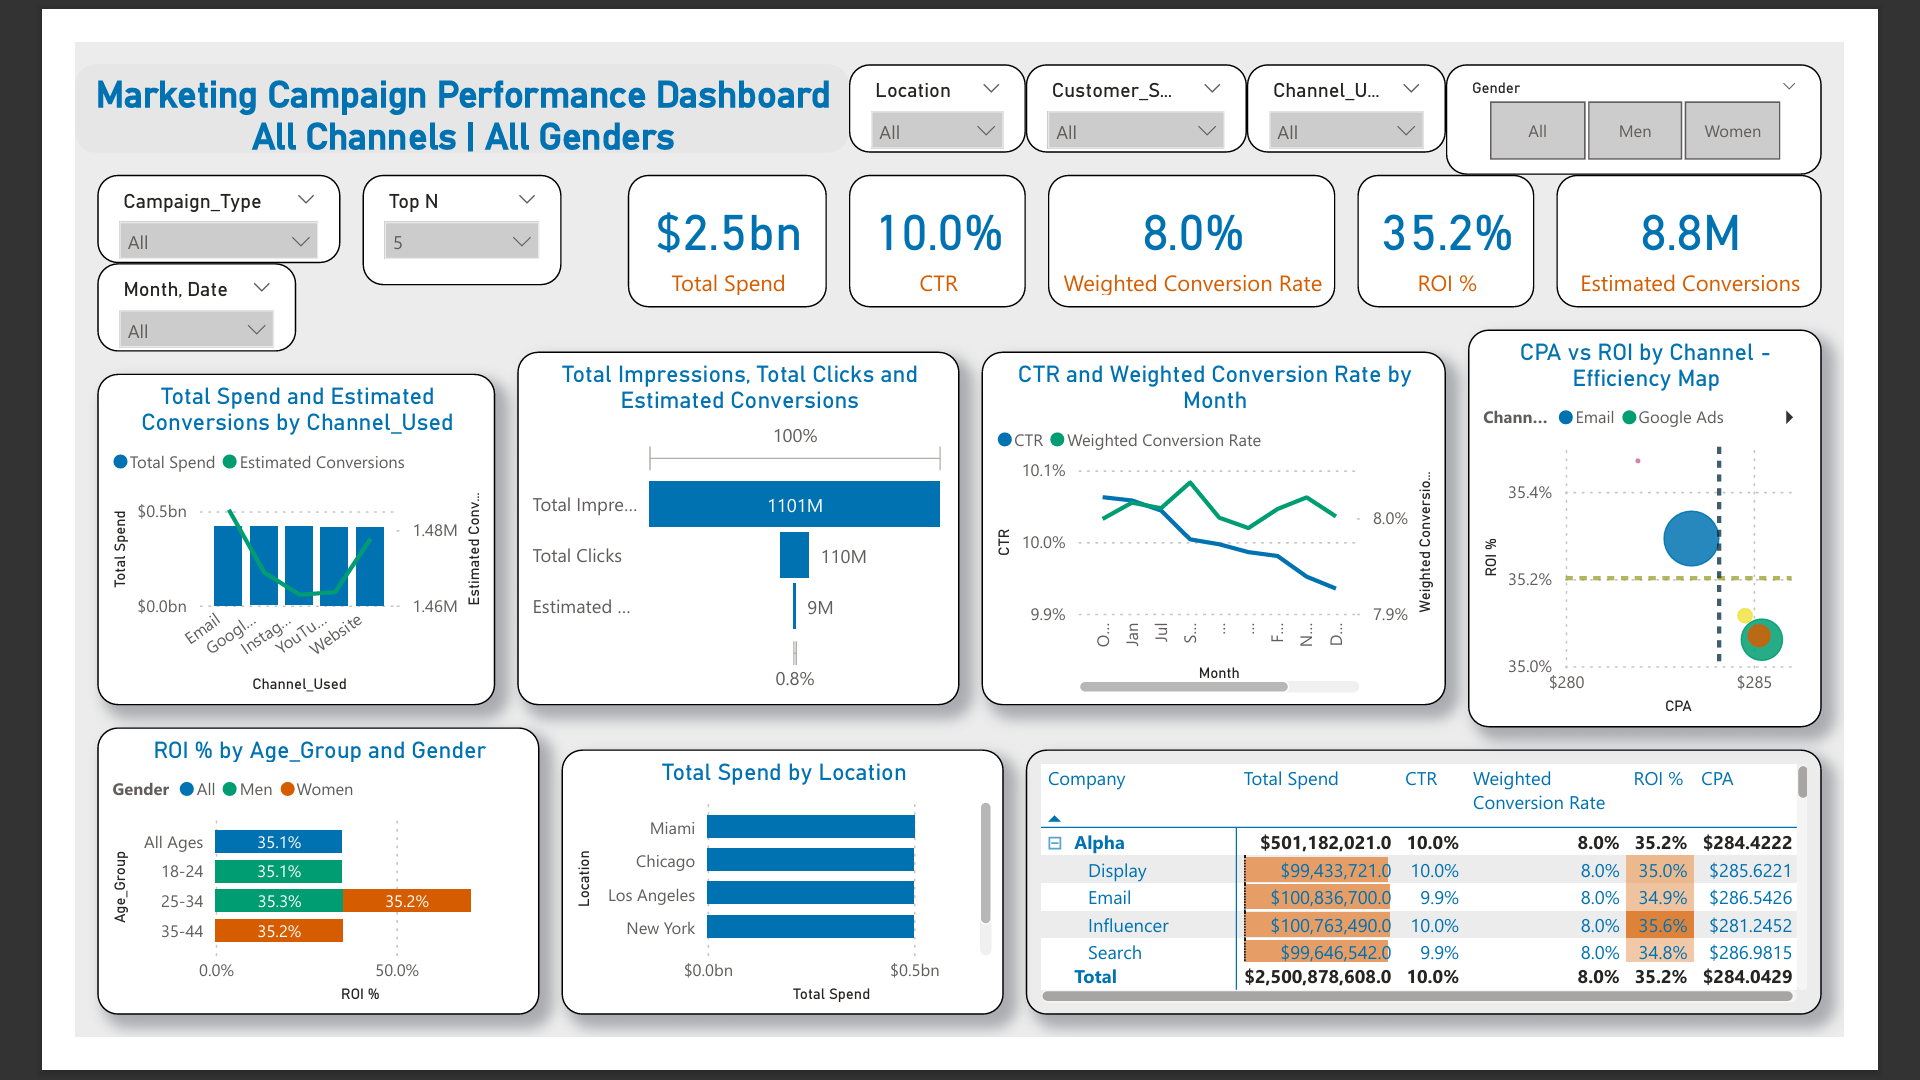 Marketing Campaign Performance Dashboard
All Channels | All Genders
Location
All
Customer_S...
All
Channel_U...
All
Gender
All
Men
Women
Campaign_Type
All
Top N
5
Month, Date
All
$2.5bn
Total Spend
10.0%
CTR
8.0%
Weighted Conversion Rate
35.2%
ROI %
8.8M
Estimated Conversions
Total Spend and Estimated
Conversions by Channel_Used
Total Spend Estimated Conversions
Total Spend
$0.5bn
$0.0bn
1.48M
1.46M
Estimated Conv...
Email
Googl...
Instag...
YouTu...
Website
Channel_Used
Total Impressions, Total Clicks and
Estimated Conversions
100%
Total Impre... 1101M
Total Clicks 110M
Estimated ... 9M
0.8%
CTR and Weighted Conversion Rate by
Month
CTR Weighted Conversion Rate
CTR
10.1%
10.0%
9.9%
8.0%
7.9%
Weighted Conversio...
O...
Jan
Jul
S...
...
...
F...
N...
D...
Month
CPA vs ROI by Channel -
Efficiency Map
Chann... Email Google Ads
ROI %
35.4%
35.2%
35.0%
$280 $285
CPA
ROI % by Age_Group and Gender
Gender All Men Women
Age_Group
All Ages 35.1%
18-24 35.1%
25-34 35.3% 35.2%
35-44 35.2%
0.0% 50.0%
ROI %
Total Spend by Location
Location
Miami
Chicago
Los Angeles
New York
$0.0bn $0.5bn
Total Spend
Company Total Spend CTR Weighted
Conversion Rate ROI % CPA
Alpha $501,182,021.0 10.0% 8.0% 35.2% $284.4222
Display $99,433,721.0 10.0% 8.0% 35.0% $285.6221
Email $100,836,700.0 9.9% 8.0% 34.9% $286.5426
Influencer $100,763,490.0 10.0% 8.0% 35.6% $281.2452
Search $99,646,542.0 9.9% 8.0% 34.8% $286.9815
Total $2,500,878,608.0 10.0% 8.0% 35.2% $284.0429